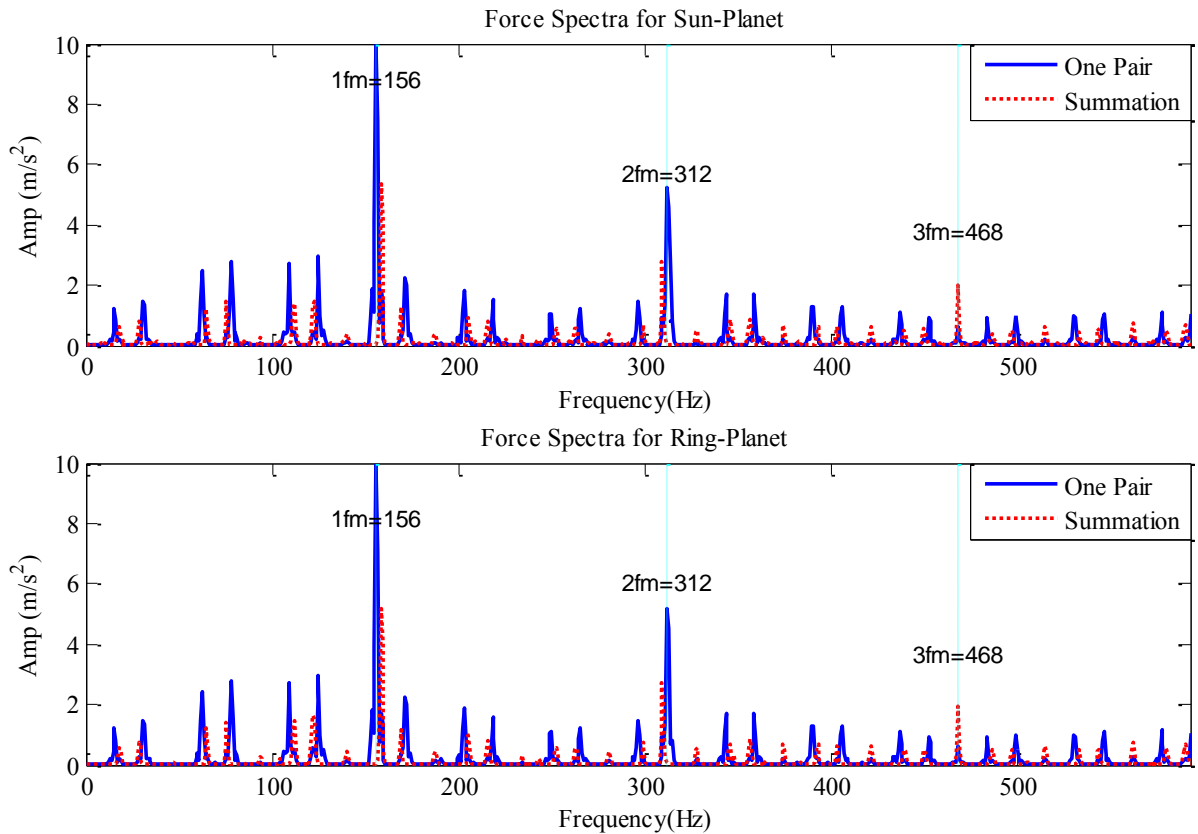 Force Spectra for Sun-Planet
10
8
6
4
2
0
Amp (m/s²)
1fm=156
2fm=312
3fm=468
One Pair
Summation
0 100 200 300 400 500
Frequency(Hz)
Force Spectra for Ring-Planet
10
8
6
4
2
0
Amp (m/s²)
1fm=156
2fm=312
3fm=468
One Pair
Summation
0 100 200 300 400 500
Frequency(Hz)